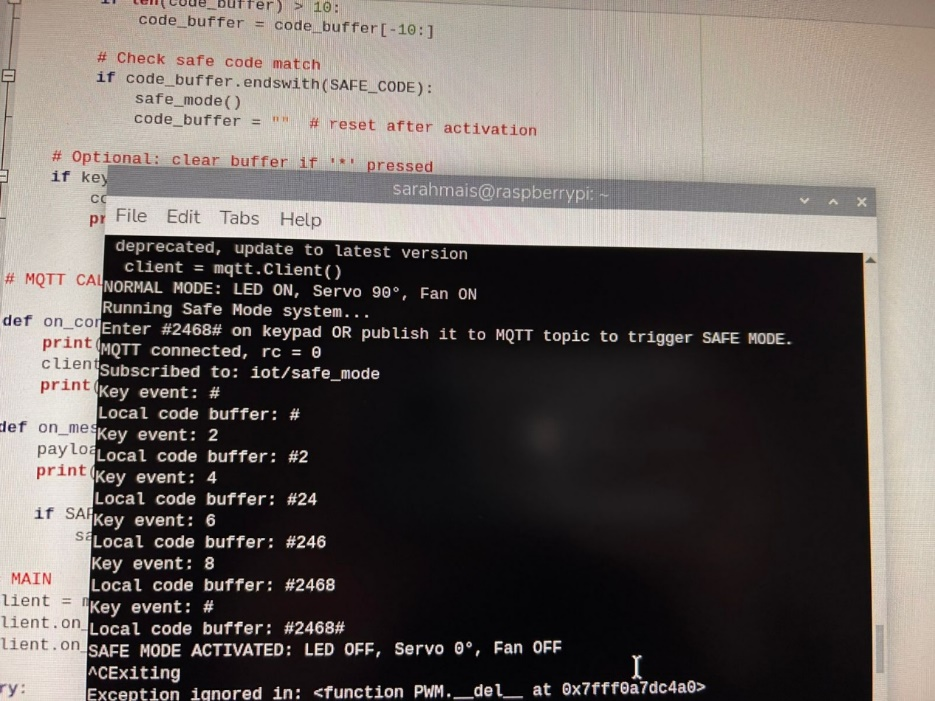 if len(code_buffer) > 10:
code_buffer = code_buffer[-10:]
# Check safe code match
if code_buffer.endswith(SAFE_CODE):
safe_mode()
code_buffer = "" # reset after activation
# Optional: clear buffer if '*' pressed
if key
co
pr
# MQTT CAL
def on_con
print(
client
print(
def on_mes
payloa
print(
if SAF
sa
MAIN
lient = m
lient.on_
lient.on_
ry:
sarahmais@raspberrypi: ~
File Edit Tabs Help
deprecated, update to latest version
client = mqtt.Client()
NORMAL MODE: LED ON, Servo 90°, Fan ON
Running Safe Mode system...
Enter #2468# on keypad OR publish it to MQTT topic to trigger SAFE MODE.
MQTT connected, rc = 0
Subscribed to: iot/safe_mode
Key event: #
Local code buffer: #
Key event: 2
Local code buffer: #2
Key event: 4
Local code buffer: #24
Key event: 6
Local code buffer: #246
Key event: 8
Local code buffer: #2468
Key event: #
Local code buffer: #2468#
SAFE MODE ACTIVATED: LED OFF, Servo 0°, Fan OFF
^CExiting
Exception ignored in: <function PWM.__del__ at 0x7fff0a7dc4a0>